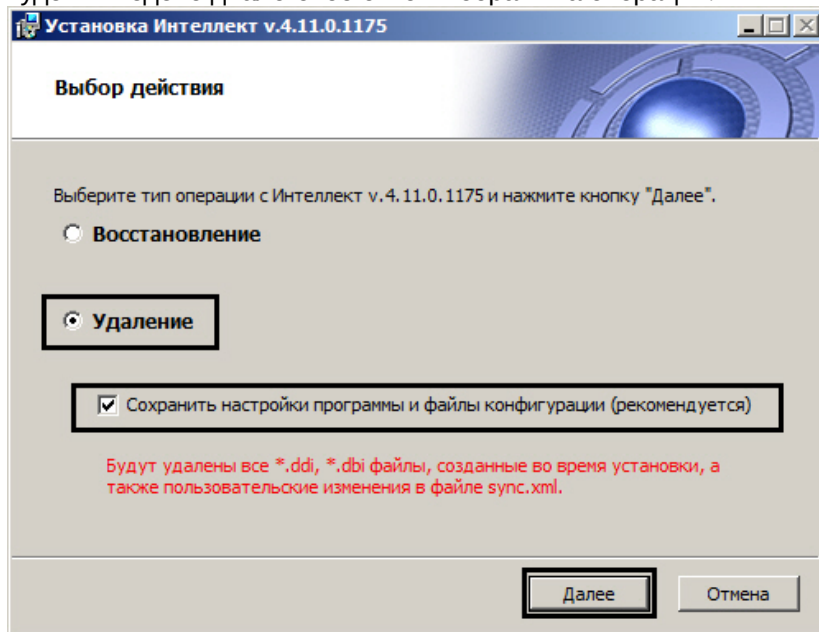 Установка Интеллект v.4.11.0.1175
Выбор действия
Выберите тип операции с Интеллект v.4.11.0.1175 и нажмите кнопку "Далее".
Восстановление
Удаление
Сохранить настройки программы и файлы конфигурации (рекомендуется)
Будут удалены все *.ddi, *.dbi файлы, созданные во время установки, а
также пользовательские изменения в файле sync.xml.
Далее
Отмена